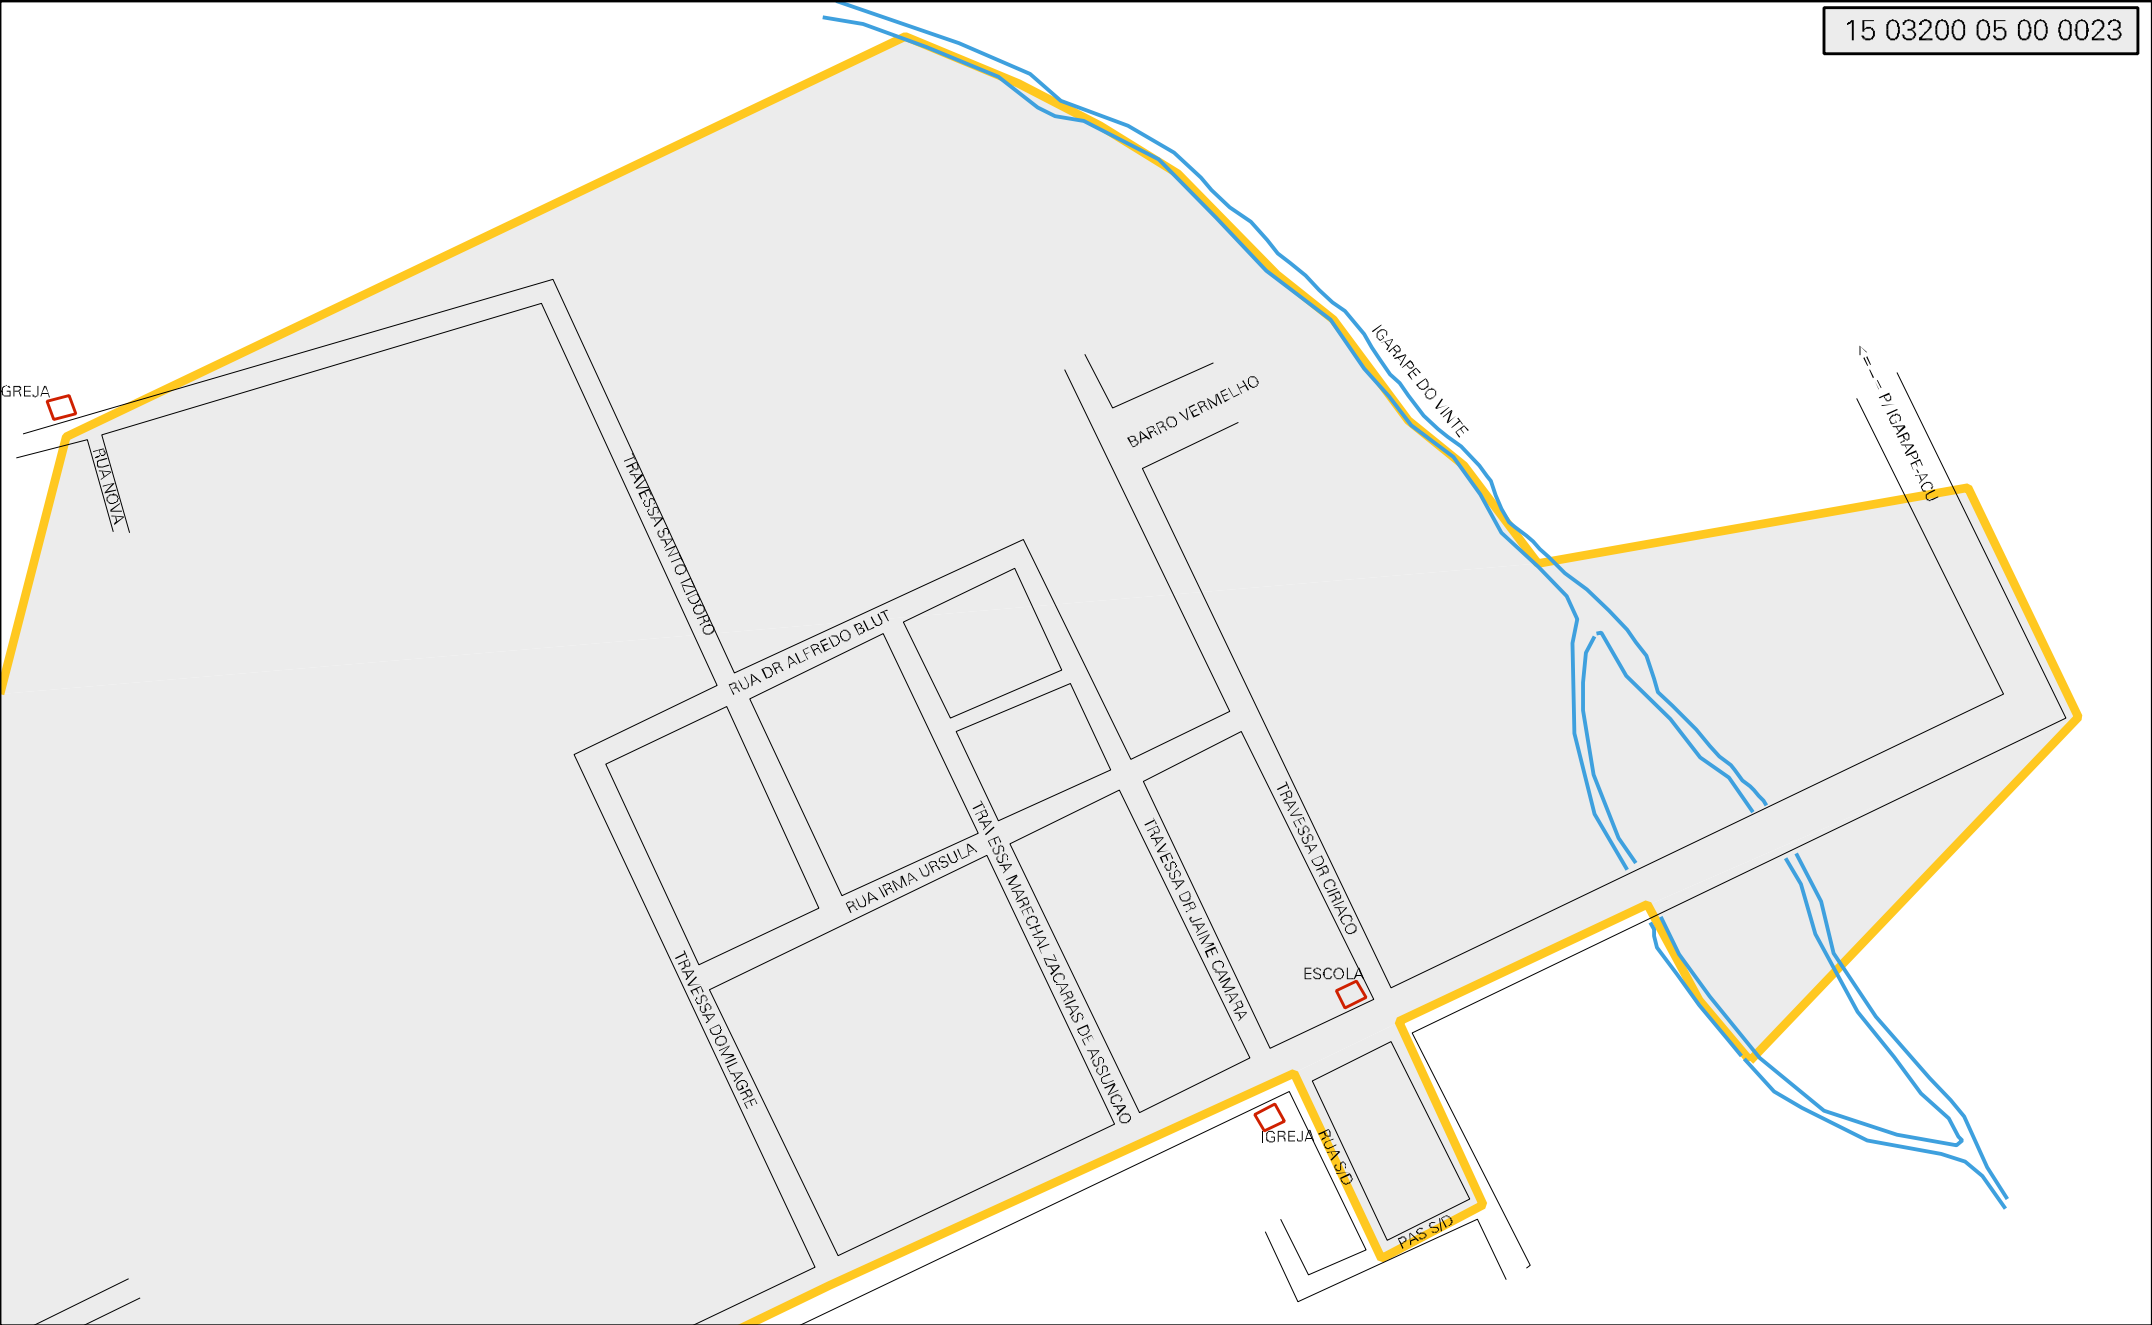 15 03200 05 00 0023
IGARAPE DO VINTE
<= = - - P/ IGARAPE-ACU
BARRO VERMELHO
GREJA
RUA NOVA
TRAVESSA SANTO IZIDORO
RUA DR ALFREDO BLUT
TRAVESSA DR CIRIACO
TRAVESSA MARECHAL ZACARIAS DE ASSUNCAO
TRAVESSA DR JAIME CAMARA
RUA IRMA URSULA
TRAVESSA DOMILAGRE
ESCOLA
IGREJA
RUA S/D
PAS S/D